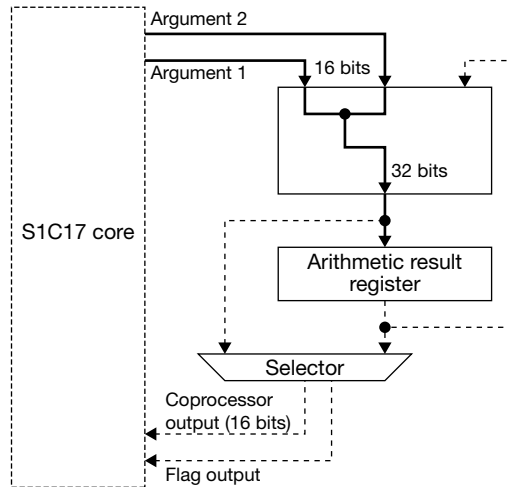 Argument 2
Argument 1
16 bits
32 bits
S1C17 core
Arithmetic result
register
Selector
Coprocessor
output (16 bits)
Flag output